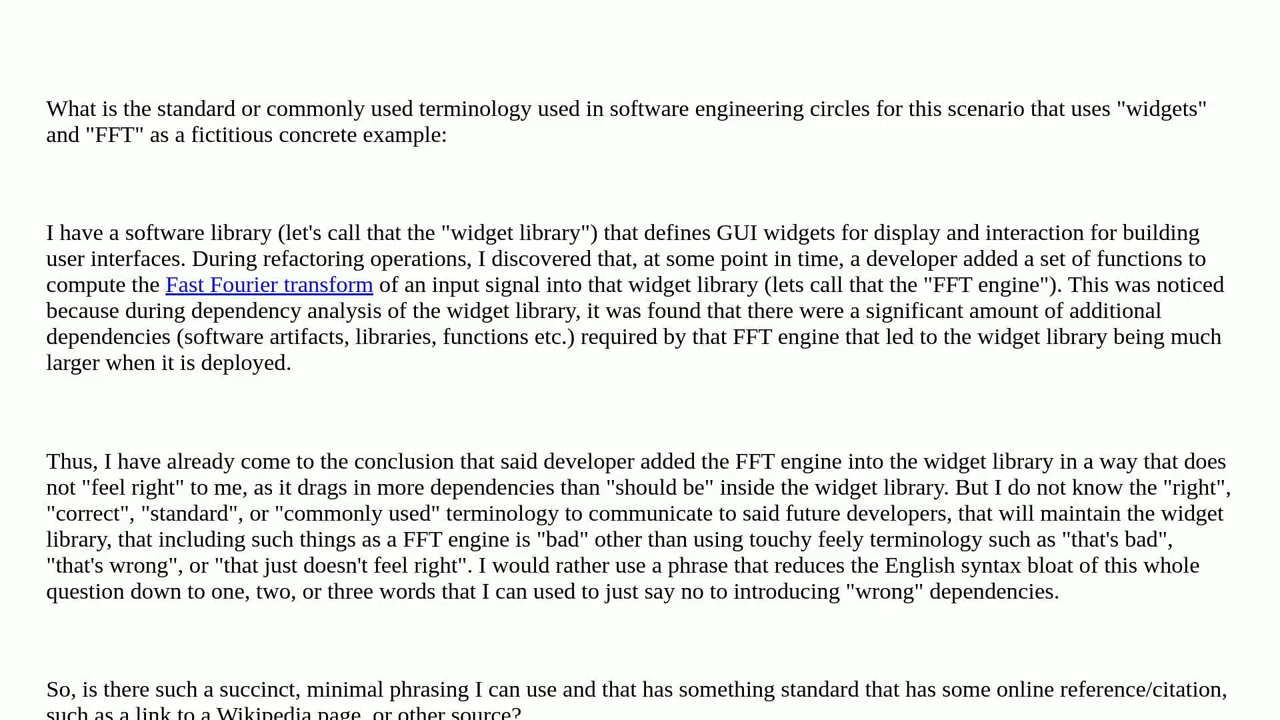 What is the standard or commonly used terminology used in software engineering circles for this scenario that uses "widgets"
and "FFT" as a fictitious concrete example:
I have a software library (let's call that the "widget library") that defines GUI widgets for display and interaction for building
user interfaces. During refactoring operations, I discovered that, at some point in time, a developer added a set of functions to
compute the Fast Fourier transform of an input signal into that widget library (lets call that the "FFT engine"). This was noticed
because during dependency analysis of the widget library, it was found that there were a significant amount of additional
dependencies (software artifacts, libraries, functions etc.) required by that FFT engine that led to the widget library being much
larger when it is deployed.
Thus, I have already come to the conclusion that said developer added the FFT engine into the widget library in a way that does
not "feel right" to me, as it drags in more dependencies than "should be" inside the widget library. But I do not know the "right",
"correct", "standard", or "commonly used" terminology to communicate to said future developers, that will maintain the widget
library, that including such things as a FFT engine is "bad" other than using touchy feely terminology such as "that's bad",
"that's wrong", or "that just doesn't feel right". I would rather use a phrase that reduces the English syntax bloat of this whole
question down to one, two, or three words that I can used to just say no to introducing "wrong" dependencies.
So, is there such a succinct, minimal phrasing I can use and that has something standard that has some online reference/citation,
such as a link to a Wikipedia page, or other source?